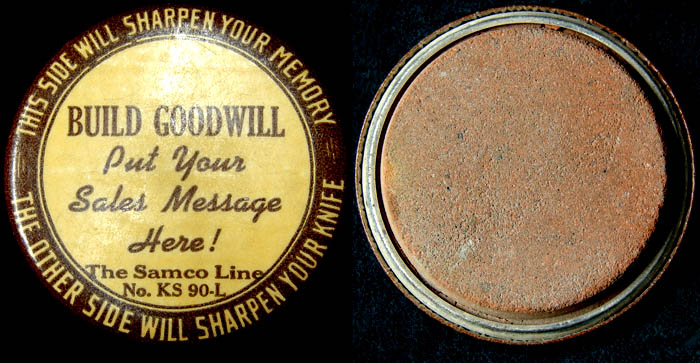 THIS SIDE WILL SHARPEN YOUR MEMORY
BUILD GOODWILL
Put Your
Sales Message
Here!
The Samco Line
No. KS 90-L
THE OTHER SIDE WILL SHARPEN YOUR KNIFE